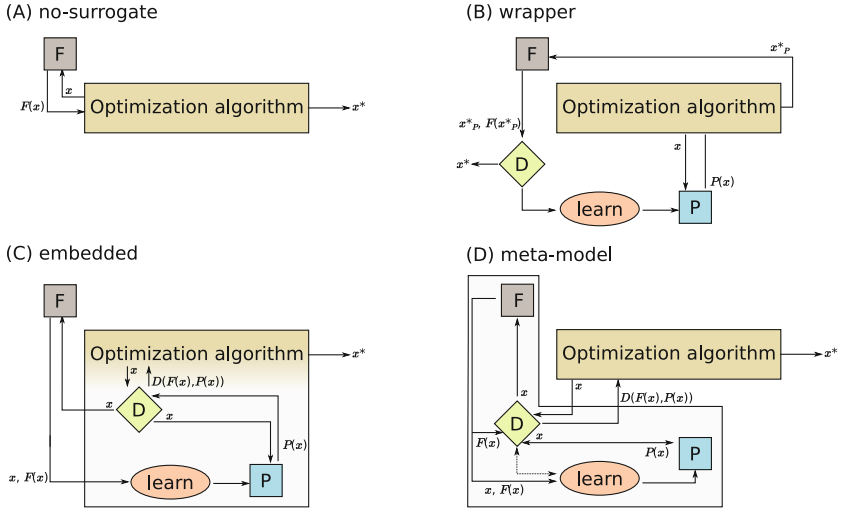 (A) no-surrogate
F
x
F(x)
Optimization algorithm
x*
(B) wrapper
F
x*P
Optimization algorithm
x*P, F(x*P)
x
P(x)
x*
D
learn
P
(C) embedded
F
Optimization algorithm
x*
x
D(F(x),P(x))
x
D
x
P(x)
x, F(x)
learn
P
(D) meta-model
F
Optimization algorithm
x*
x
x
D(F(x),P(x))
D
x
F(x)
P(x)
P
x, F(x)
learn